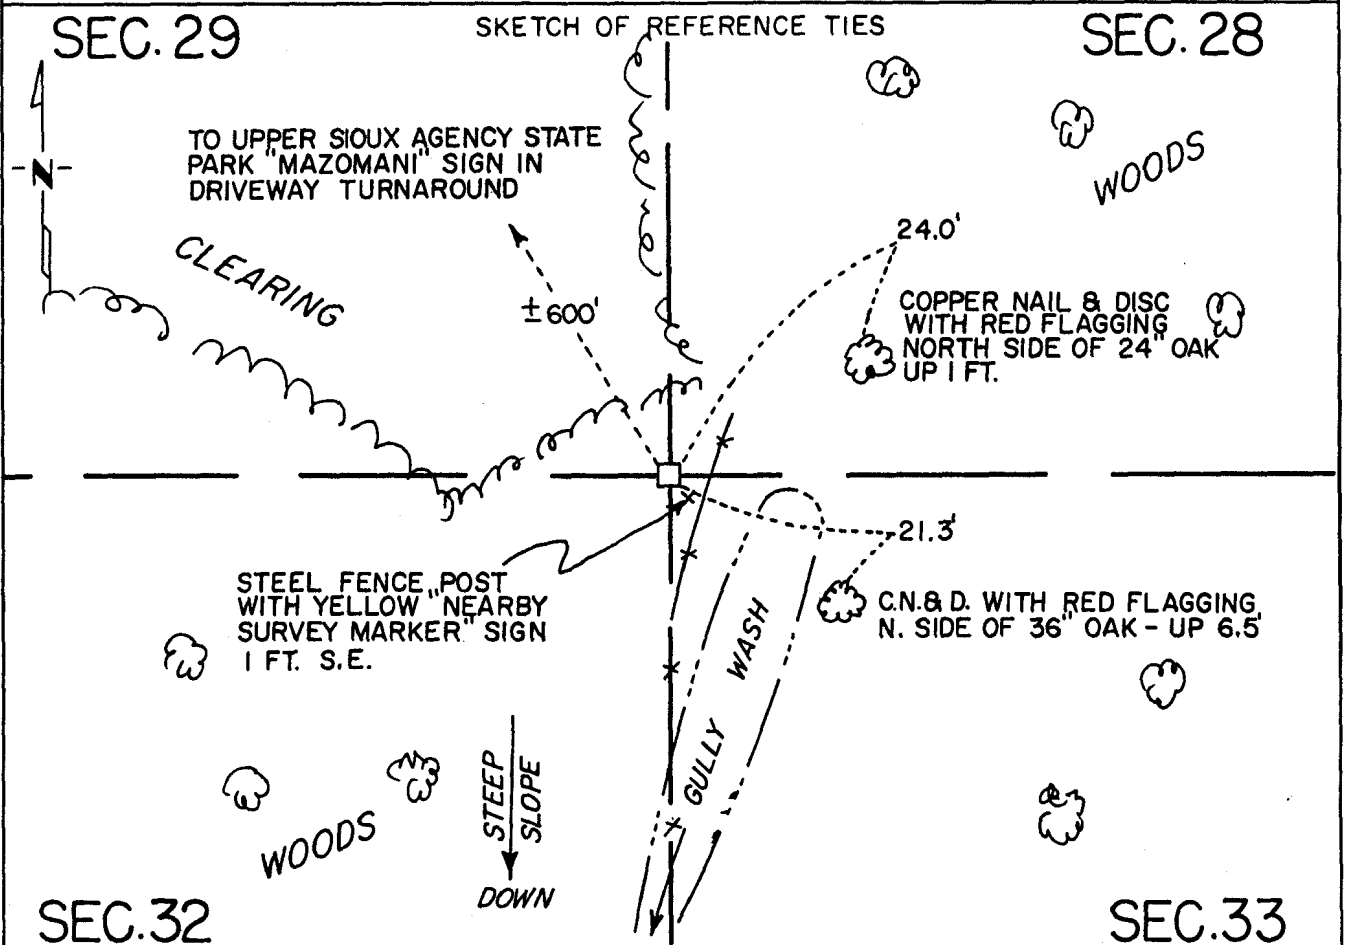 SKETCH OF REFERENCE TIES
SEC. 29
SEC. 28
TO UPPER SIOUX AGENCY STATE
PARK "MAZOMANI" SIGN IN
DRIVEWAY TURNAROUND
N
WOODS
CLEARING
24.0'
±600'
COPPER NAIL & DISC
WITH RED FLAGGING
NORTH SIDE OF 24" OAK
UP 1 FT.
21.3'
STEEL FENCE POST
WITH YELLOW "NEARBY
SURVEY MARKER" SIGN
1 FT. S.E.
C.N.& D. WITH RED FLAGGING
N. SIDE OF 36" OAK - UP 6.5'
GULLY WASH
STEEP
SLOPE
DOWN
WOODS
SEC. 32
SEC. 33